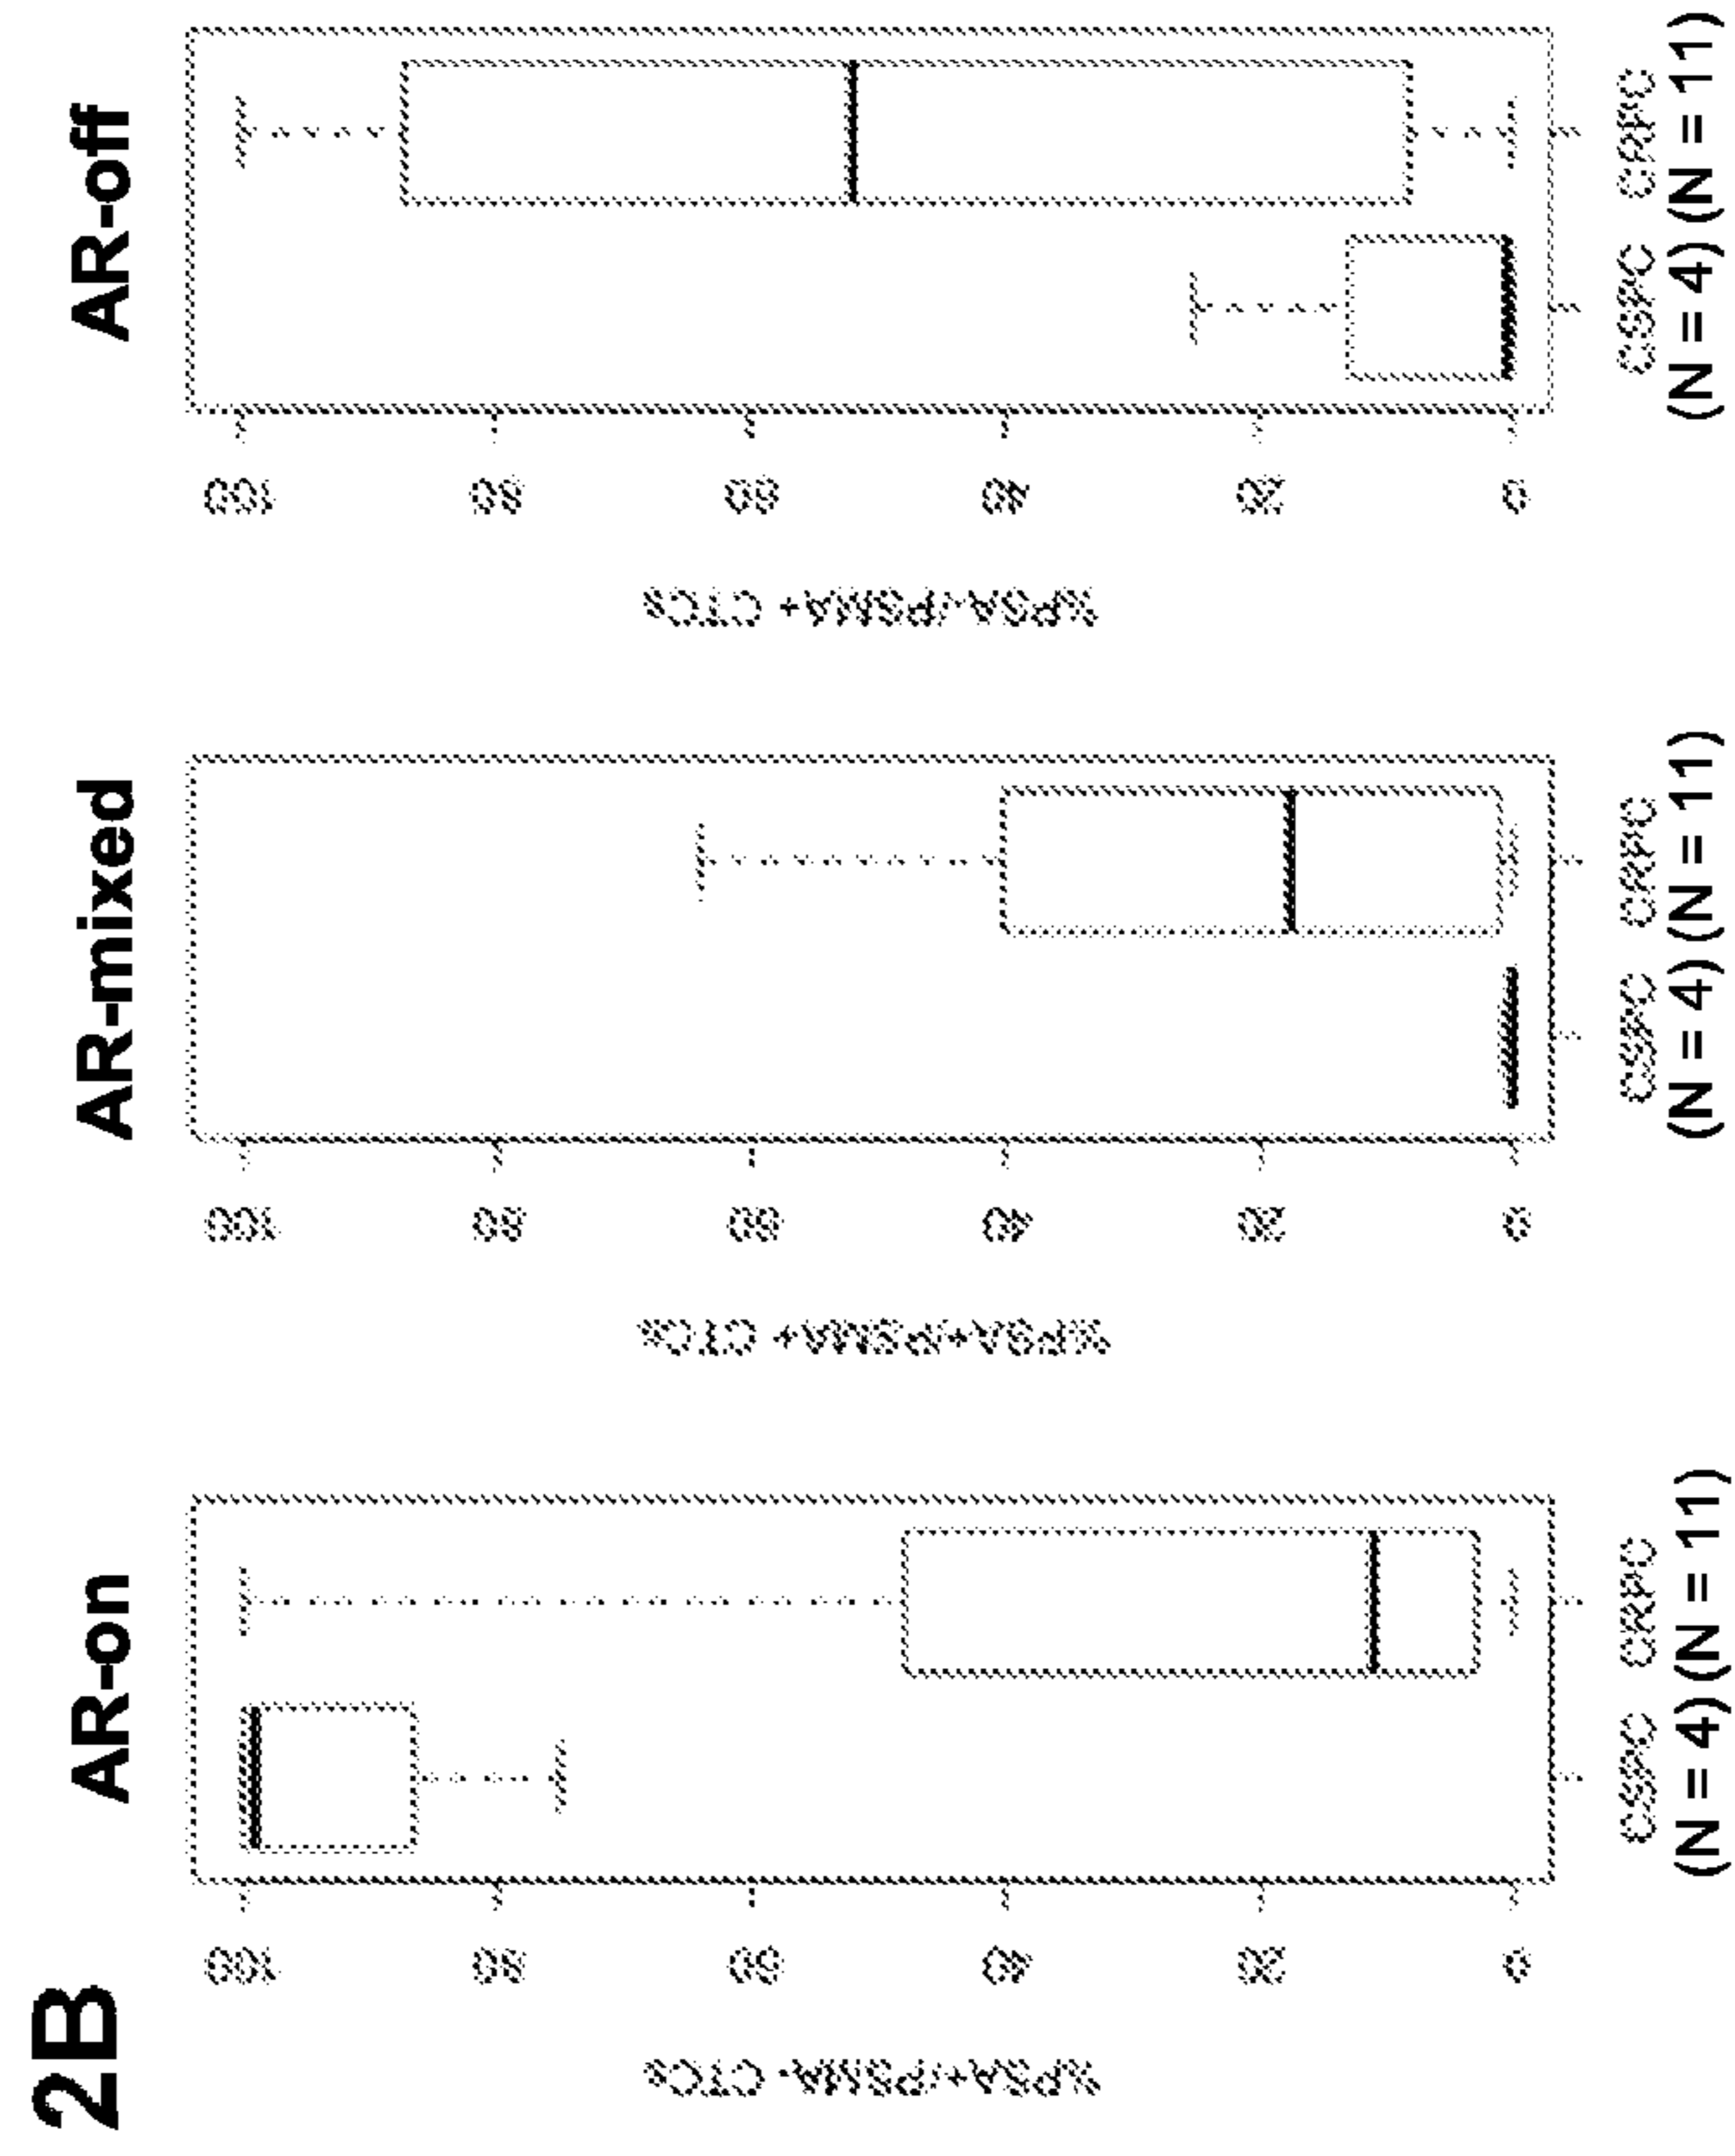 2B
AR-on
%PSA+/PSMA- CTCs
100
80
60
40
20
0
CSPC CRPC
(N = 4) (N = 11)
AR-mixed
%PSA+/PSMA+ CTCs
100
80
60
40
20
0
CSPC CRPC
(N = 4) (N = 11)
AR-off
%PSA-/PSMA+ CTCs
100
80
60
40
20
0
CSPC CRPC
(N = 4) (N = 11)